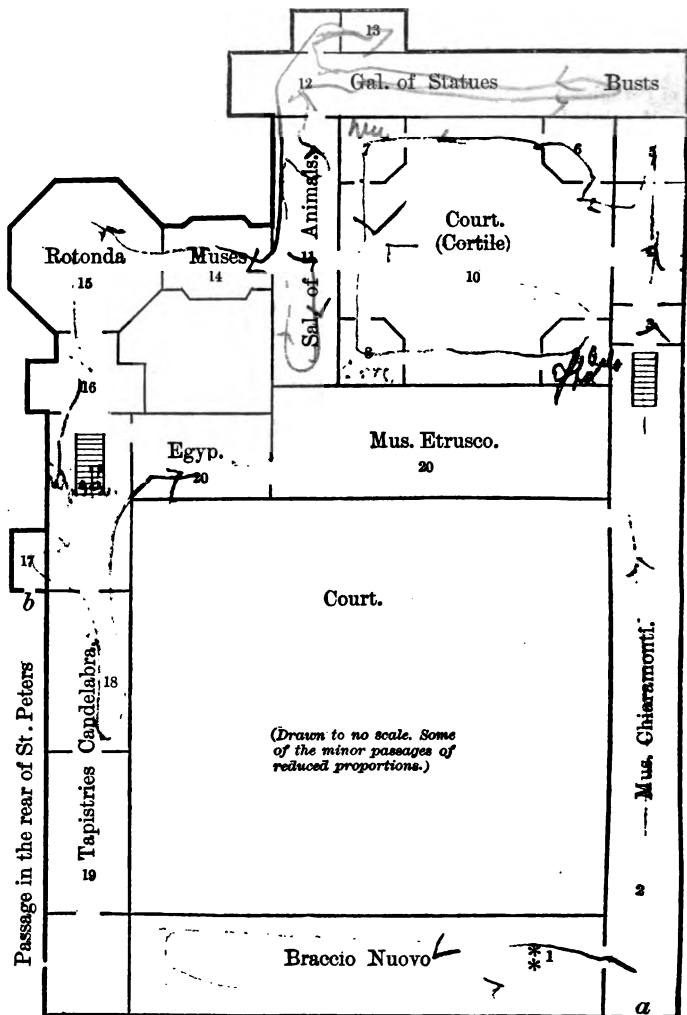 13
12 Gal. of Statues Busts
7
6
5
Sal. of Animals.
11
4
Court.
(Cortile)
10
Rotonda
15
Muses
14
3
8
16
Egyp.
20
Mus. Etrusco.
20
17
b
Court.
18
Candelabra
(Drawn to no scale. Some
of the minor passages of
reduced proportions.)
Mus. Chiaramonti.
2
Passage in the rear of St. Peters
19 Tapistries
Braccio Nuovo
** 1
a